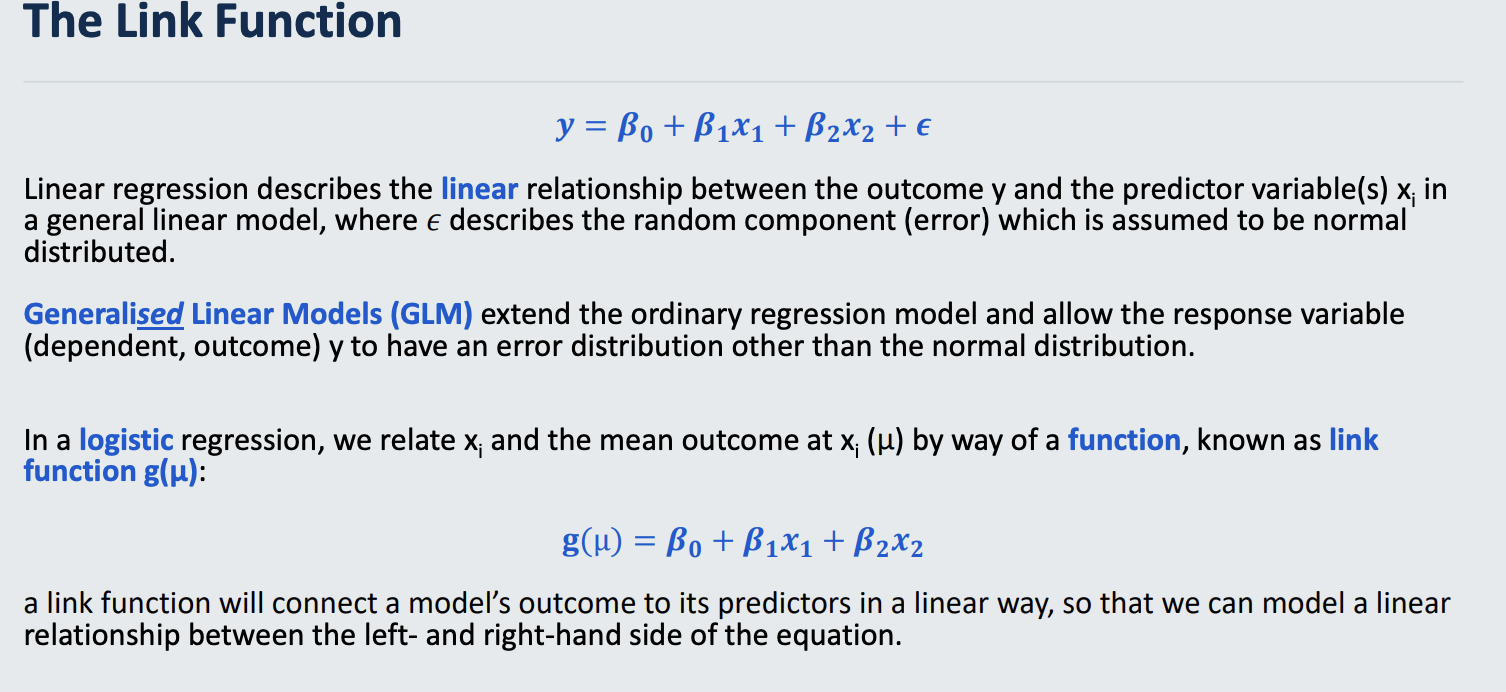 The Link Function
y = β₀ + β₁x₁ + β₂x₂ + ϵ
Linear regression describes the linear relationship between the outcome y and the predictor variable(s) xᵢ in
a general linear model, where ϵ describes the random component (error) which is assumed to be normal
distributed.
Generalised Linear Models (GLM) extend the ordinary regression model and allow the response variable
(dependent, outcome) y to have an error distribution other than the normal distribution.
In a logistic regression, we relate xᵢ and the mean outcome at xᵢ (μ) by way of a function, known as link
function g(μ):
g(μ) = β₀ + β₁x₁ + β₂x₂
a link function will connect a model’s outcome to its predictors in a linear way, so that we can model a linear
relationship between the left- and right-hand side of the equation.